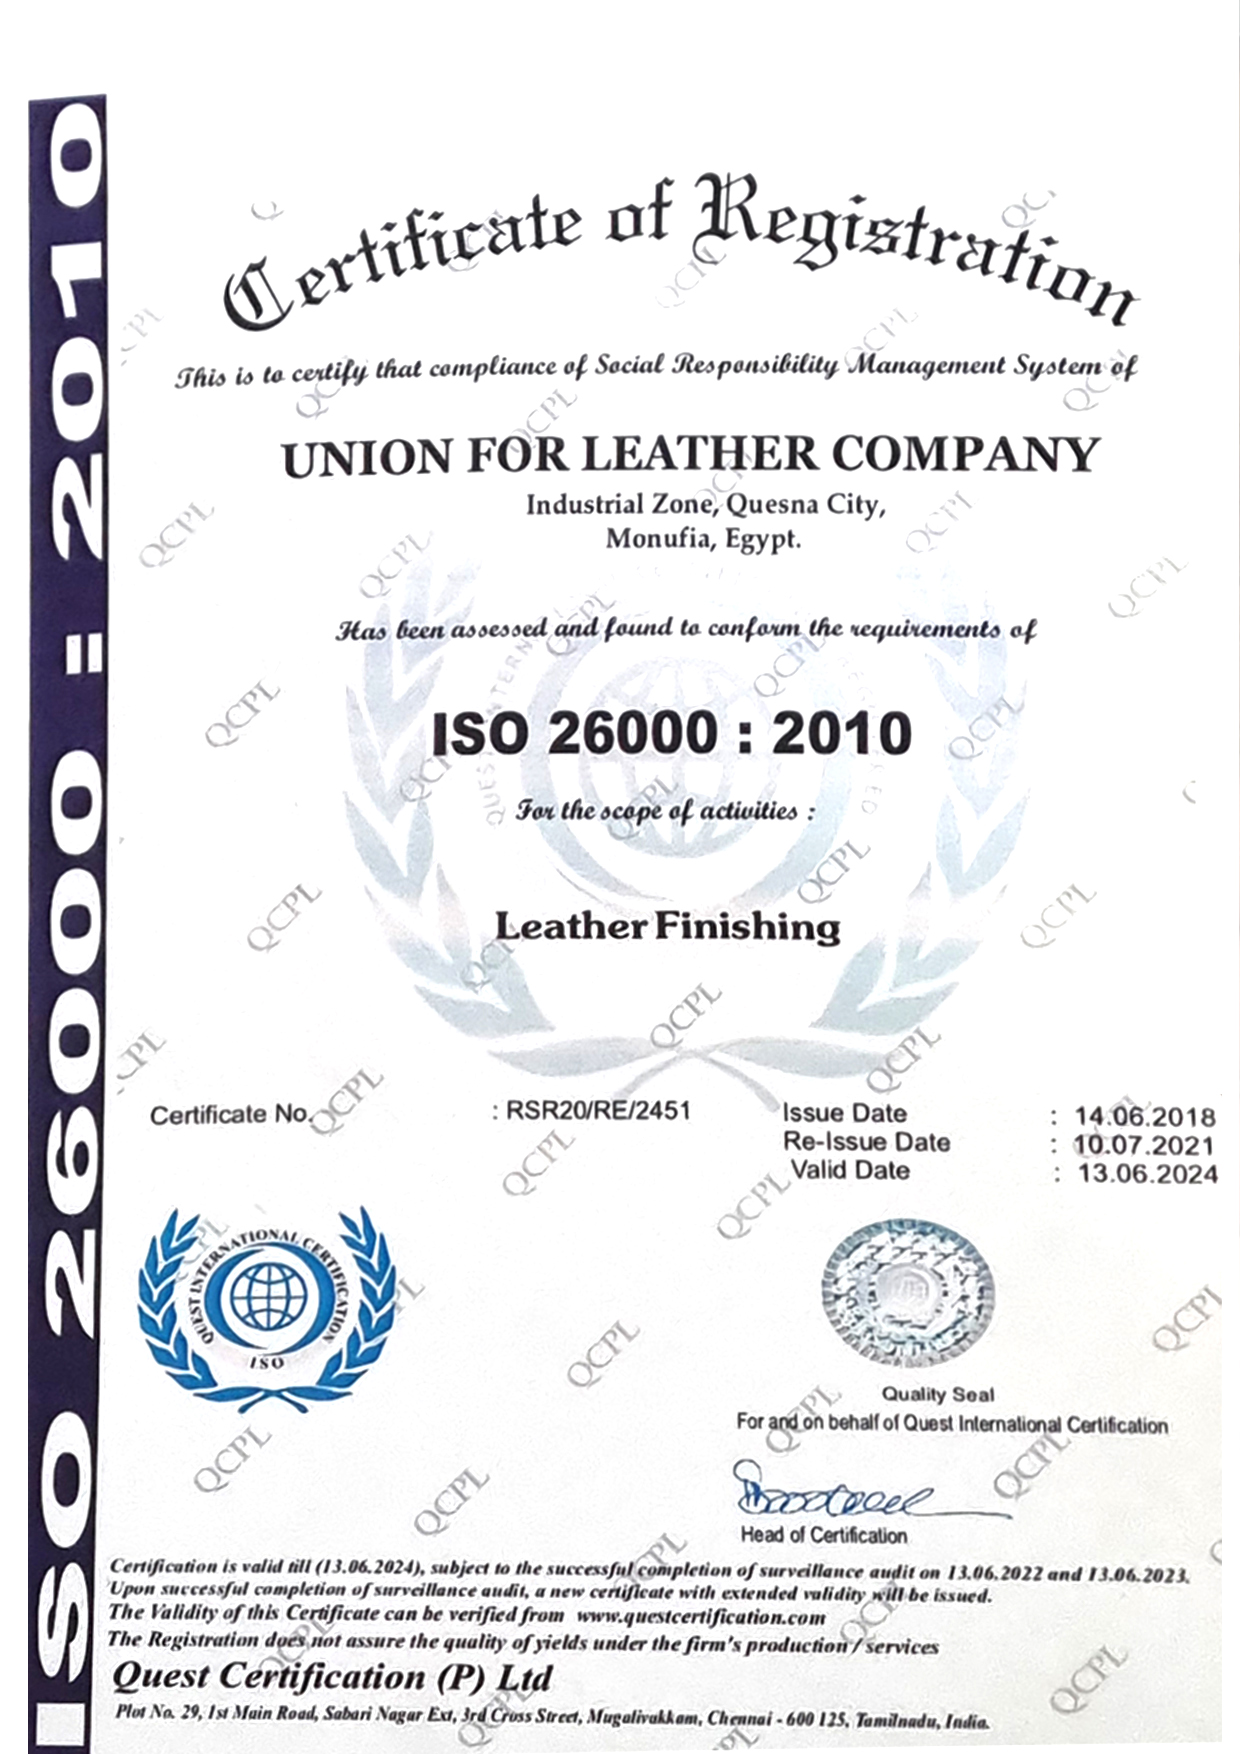 ISO 26000 : 2010
Certificate of Registration
This is to certify that compliance of Social Responsibility Management System of
UNION FOR LEATHER COMPANY
Industrial Zone, Quesna City,
Monufia, Egypt.
Has been assessed and found to conform the requirements of
ISO 26000 : 2010
For the scope of activities :
Leather Finishing
Certificate No. : RSR20/RE/2451
Issue Date : 14.06.2018
Re-Issue Date : 10.07.2021
Valid Date : 13.06.2024
QUEST INTERNATIONAL CERTIFICATION
ISO
Quality Seal
For and on behalf of Quest International Certification
Head of Certification
Certification is valid till (13.06.2024), subject to the successful completion of surveillance audit on 13.06.2022 and 13.06.2023.
Upon successful completion of surveillance audit, a new certificate with extended validity will be issued.
The Validity of this Certificate can be verified from www.questcertification.com
The Registration does not assure the quality of yields under the firm's production / services
Quest Certification (P) Ltd
Plot No. 29, 1st Main Road, Sabari Nagar Ext, 3rd Cross Street, Mugalivakkam, Chennai - 600 125, Tamilnadu, India.
QCPL